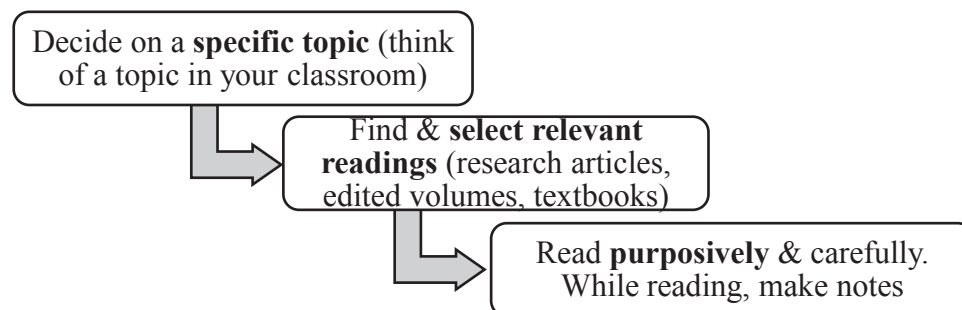 Decide on a specific topic (think
of a topic in your classroom)
Find & select relevant
readings (research articles,
edited volumes, textbooks)
Read purposively & carefully.
While reading, make notes